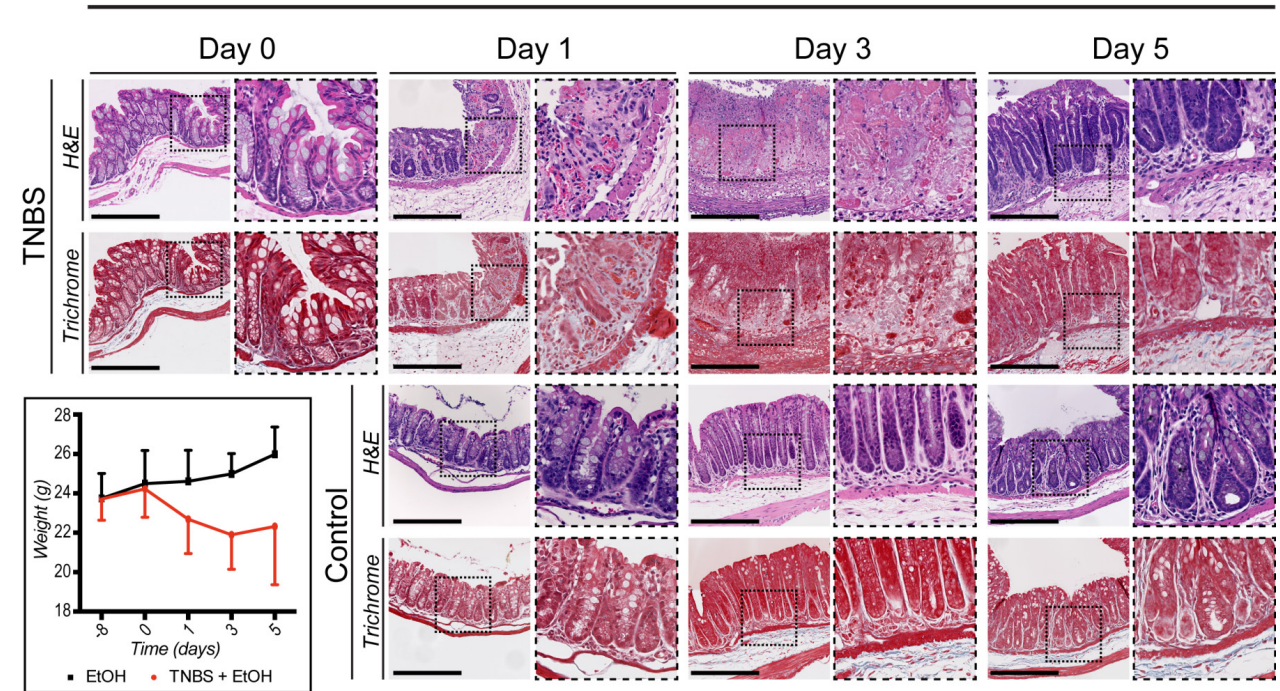 Day 0 Day 1 Day 3 Day 5
TNBS
H&E
Trichrome
Control
H&E
Trichrome
28
26
24
22
20
18
Weight (g)
-8 0 1 3 5
Time (days)
EtOH TNBS + EtOH